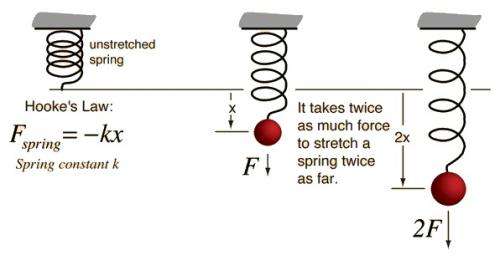 unstretched
spring
Hooke's Law:
F spring = −kx
Spring constant k
x
F
It takes twice
as much force
to stretch a
spring twice
as far.
2x
2F